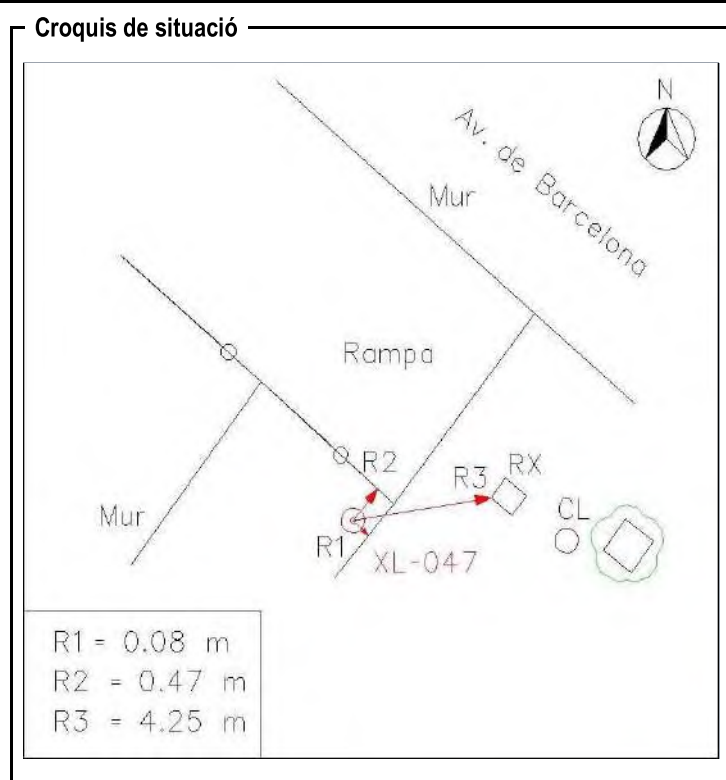 Croquis de situació
N
Av. de Barcelona
Mur
Rampa
R2
R3
RX
Mur
CL
R1
XL-047
R1 = 0.08 m
R2 = 0.47 m
R3 = 4.25 m